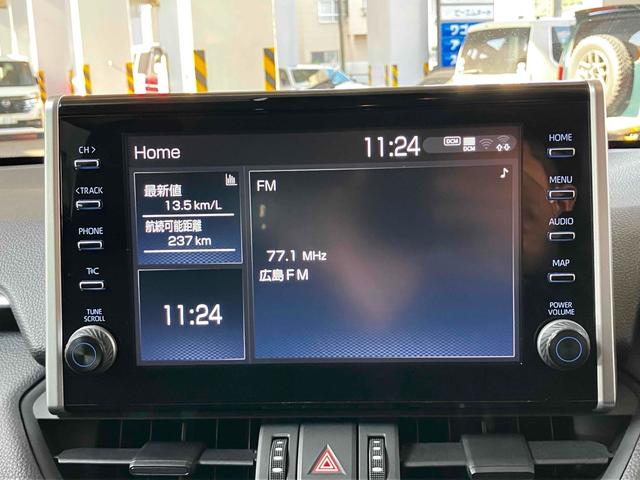 Home
11:24
DCM
DCM
最新値
13.5 km/L
航続可能距離
237 km
11:24
FM
77.1 MHz
広島FM
CH >
< TRACK
PHONE
T/C
TUNE
SCROLL
HOME
MENU
AUDIO
MAP
POWER
VOLUME